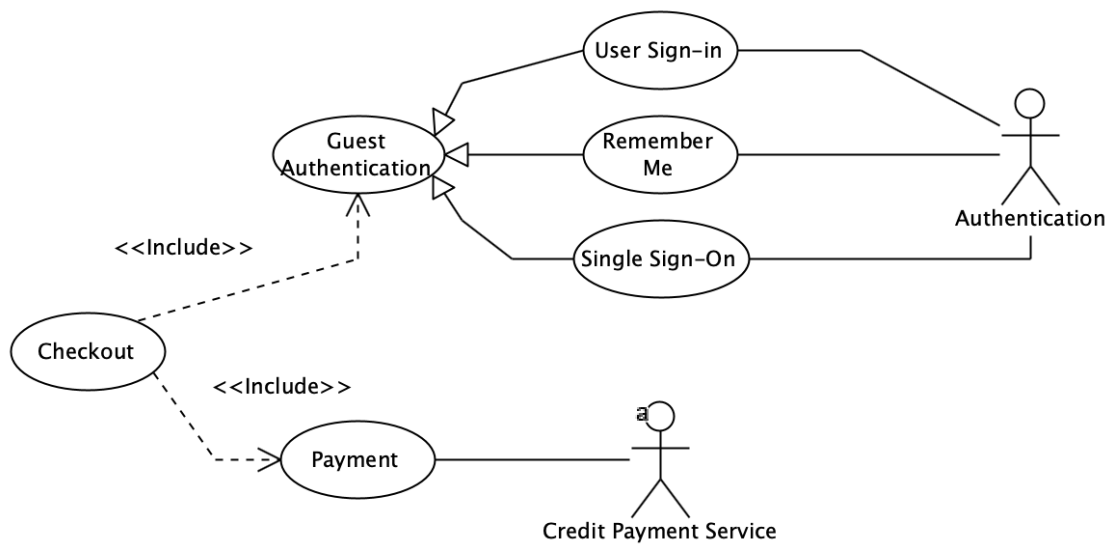 User Sign-in
Guest
Authentication
Remember
Me
Authentication
<<Include>>
Single Sign-On
Checkout
<<Include>>
a
Payment
Credit Payment Service